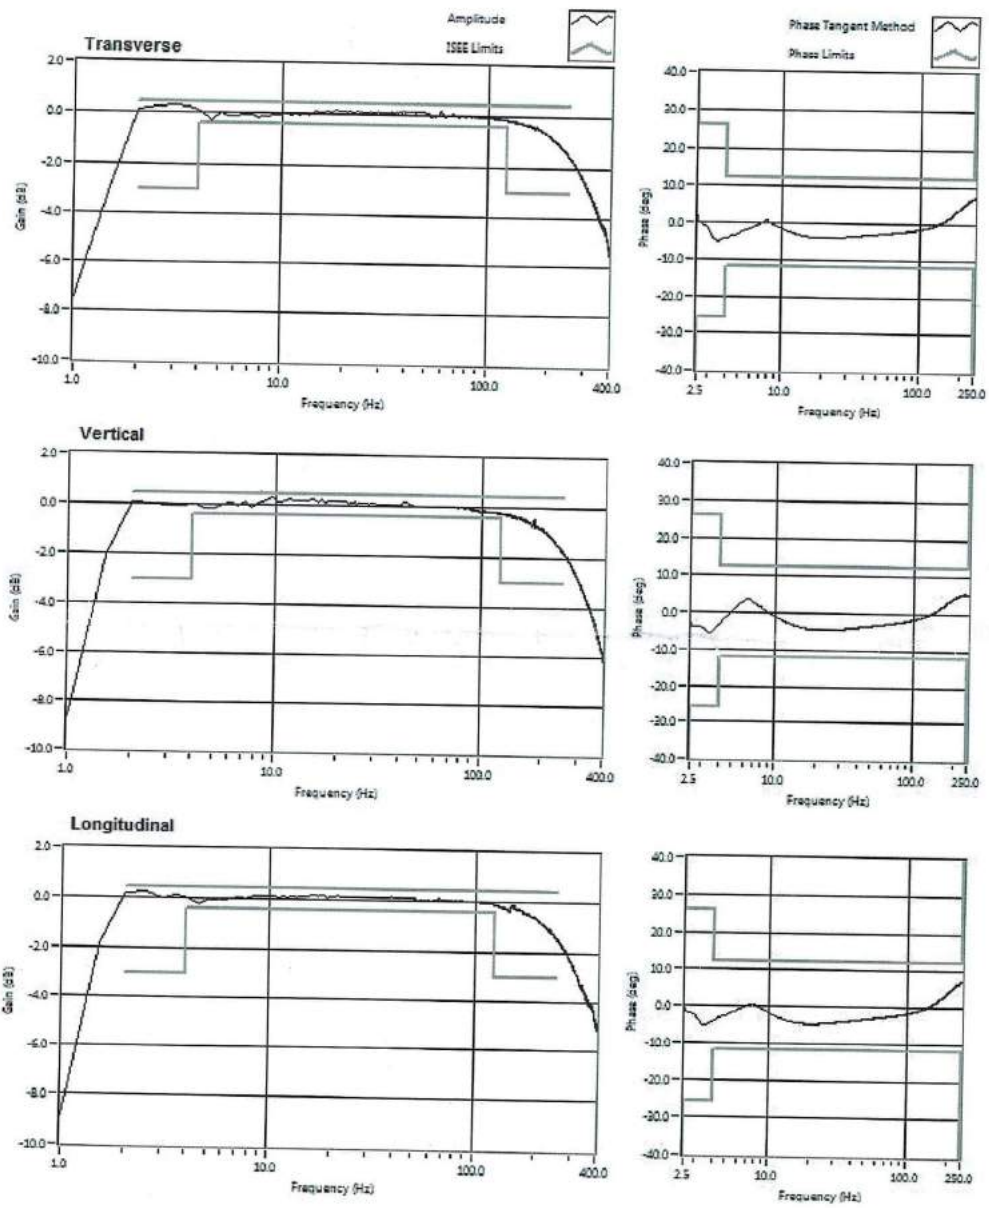 Amplitude
ISEE Limits
Phase Tangent Method
Phase Limits
Transverse
2.0
0.0
-2.0
-4.0
-6.0
-8.0
-10.0
Gain (dB)
1.0 10.0 100.0 400.0
Frequency (Hz)
40.0
30.0
20.0
10.0
0.0
-10.0
-20.0
-30.0
-40.0
Phase (deg)
2.5 10.0 100.0 250.0
Frequency (Hz)
Vertical
2.0
0.0
-2.0
-4.0
-6.0
-8.0
-10.0
Gain (dB)
1.0 10.0 100.0 400.0
Frequency (Hz)
40.0
30.0
20.0
10.0
0.0
-10.0
-20.0
-30.0
-40.0
Phase (deg)
2.5 10.0 100.0 250.0
Frequency (Hz)
Longitudinal
2.0
0.0
-2.0
-4.0
-6.0
-8.0
-10.0
Gain (dB)
1.0 10.0 100.0 400.0
Frequency (Hz)
40.0
30.0
20.0
10.0
0.0
-10.0
-20.0
-30.0
-40.0
Phase (deg)
2.5 10.0 100.0 250.0
Frequency (Hz)